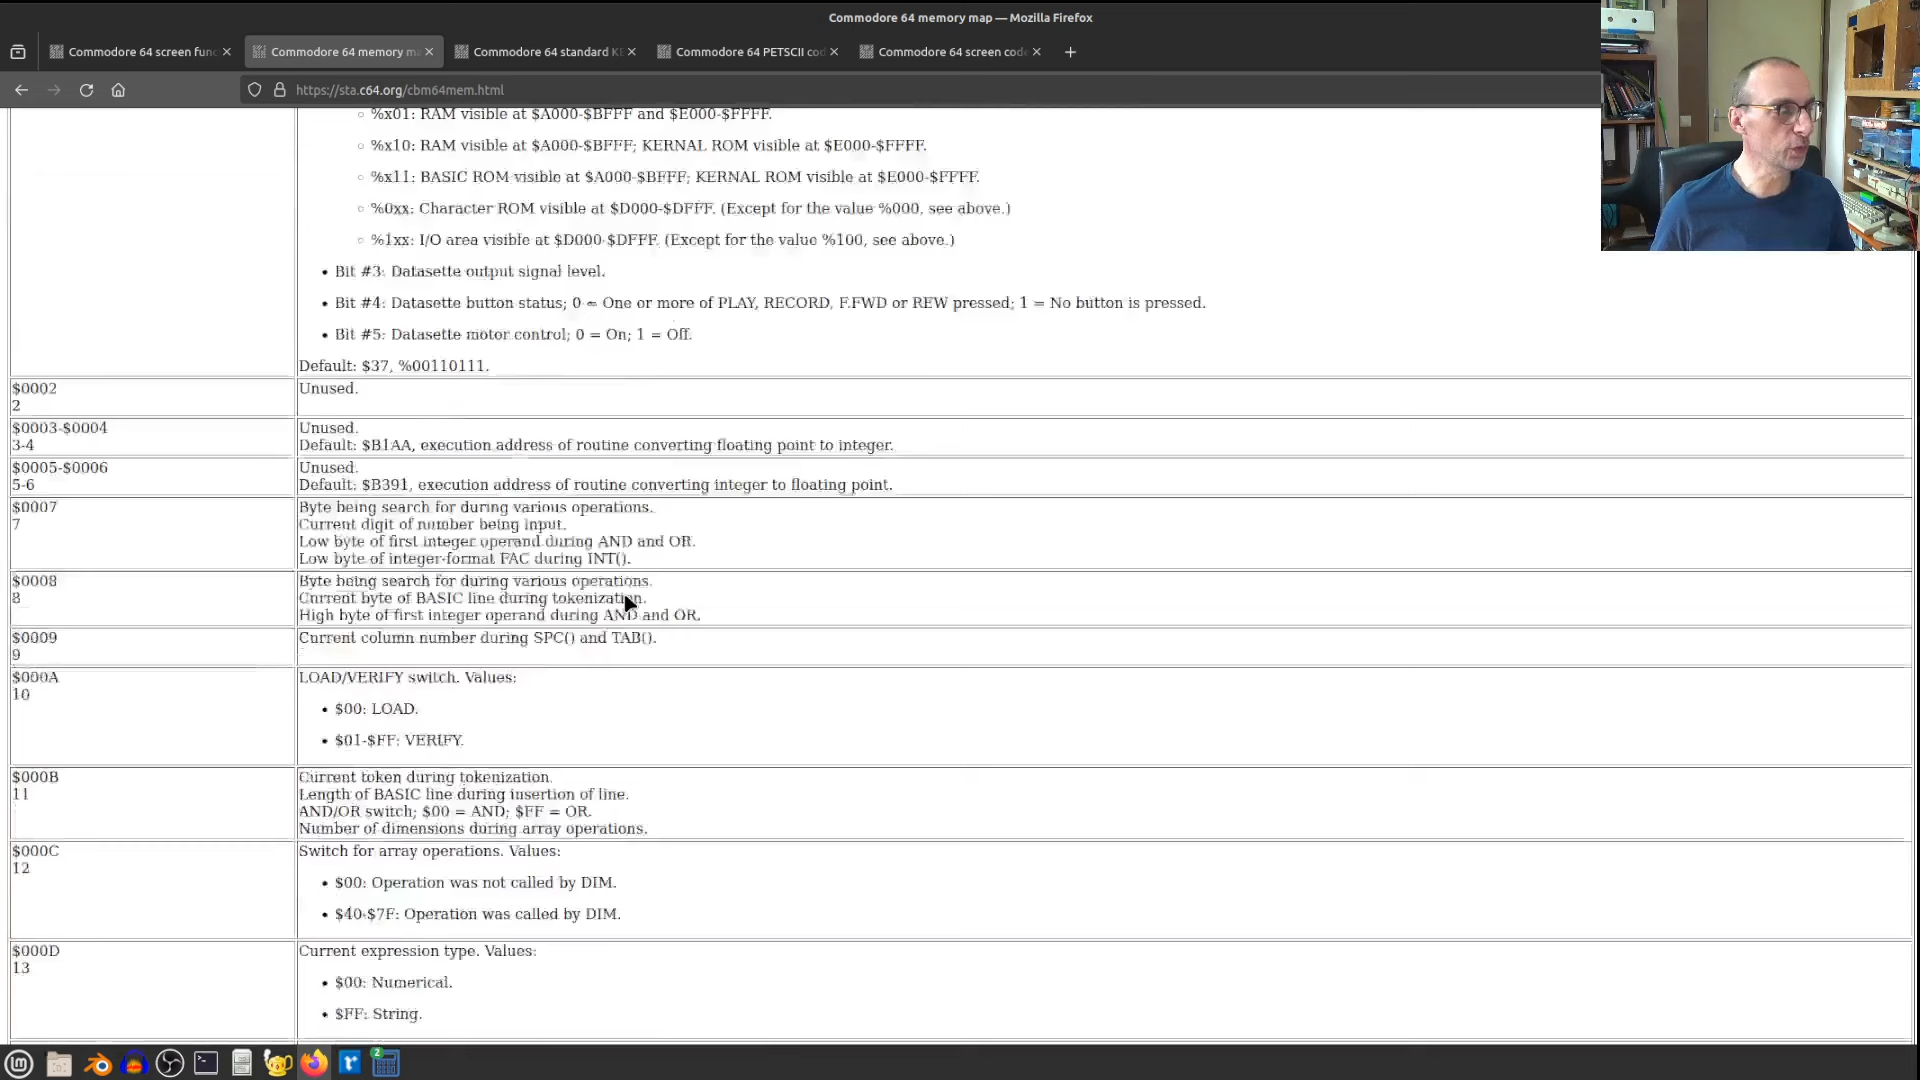 Commodore 64 memory map — Mozilla Firefox
Commodore 64 screen func
Commodore 64 memory m
Commodore 64 standard KE
Commodore 64 PETSCII cod
Commodore 64 screen code
https://sta.c64.org/cbm64mem.html
%x01: RAM visible at $A000-$BFFF and $E000-$FFFF.
%x10: RAM visible at $A000-$BFFF; KERNAL ROM visible at $E000-$FFFF.
%x11: BASIC ROM visible at $A000-$BFFF; KERNAL ROM visible at $E000-$FFFF.
%0xx: Character ROM visible at $D000-$DFFF. (Except for the value %000, see above.)
%1xx: I/O area visible at $D000-$DFFF. (Except for the value %100, see above.)
• Bit #3: Datasette output signal level.
• Bit #4: Datasette button status; 0 = One or more of PLAY, RECORD, F.FWD or REW pressed; 1 = No button is pressed.
• Bit #5: Datasette motor control; 0 = On; 1 = Off.
Default: $37, %00110111.
$0002
2
Unused.
$0003-$0004
3-4
Unused.
Default: $B1AA, execution address of routine converting floating point to integer.
$0005-$0006
5-6
Unused.
Default: $B391, execution address of routine converting integer to floating point.
$0007
7
Byte being search for during various operations.
Current digit of number being input.
Low byte of first integer operand during AND and OR.
Low byte of integer-format FAC during INT().
$0008
8
Byte being search for during various operations.
Current byte of BASIC line during tokenization.
High byte of first integer operand during AND and OR.
$0009
9
Current column number during SPC() and TAB().
$000A
10
LOAD/VERIFY switch. Values:
• $00: LOAD.
• $01-$FF: VERIFY.
$000B
11
Current token during tokenization.
Length of BASIC line during insertion of line.
AND/OR switch; $00 = AND; $FF = OR.
Number of dimensions during array operations.
$000C
12
Switch for array operations. Values:
• $00: Operation was not called by DIM.
• $40-$7F: Operation was called by DIM.
$000D
13
Current expression type. Values:
• $00: Numerical.
• $FF: String.
2